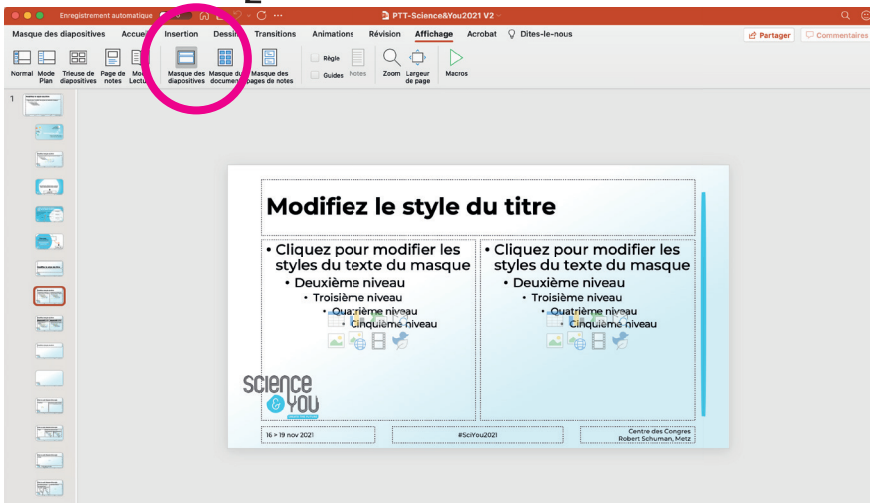 Enregistrement automatique
PTT-Science&You2021 V2
Masque des diapositives Accueil Insertion Dessin Transitions Animations Révision Affichage Acrobat Dites-le-nous
Partager Commentaires
Normal Mode Plan Trieuse de diapositives Page de notes Mode Lecture Masque des diapositives Masque du document Masque des pages de notes Règle Guides Notes Zoom Largeur de page Macros
1
Modifiez le style du titre
• Cliquez pour modifier les
styles du texte du masque
• Deuxième niveau
• Troisième niveau
• Quatrième niveau
• Cinquième niveau
• Cliquez pour modifier les
styles du texte du masque
• Deuxième niveau
• Troisième niveau
• Quatrième niveau
• Cinquième niveau
SCIENCE
& YOU
16 > 19 nov 2021
#SciYou2021
Centre des Congres
Robert Schuman, Metz